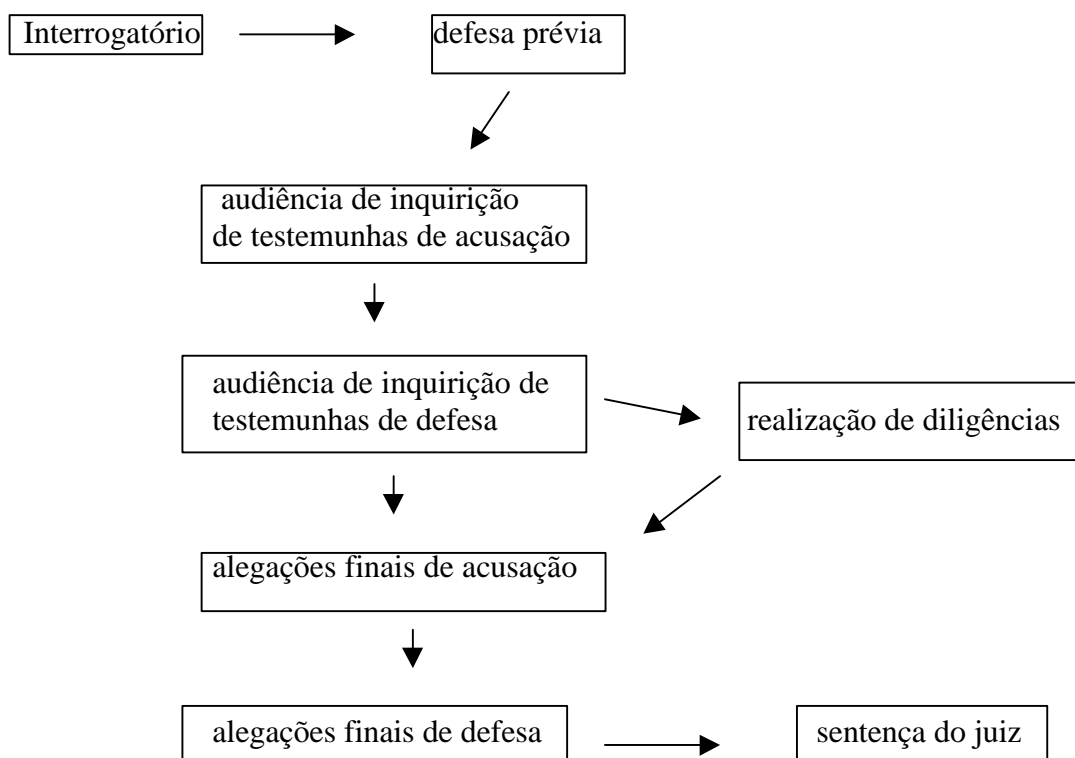 Interrogatório
defesa prévia
audiência de inquirição
de testemunhas de acusação
audiência de inquirição de
testemunhas de defesa
realização de diligências
alegações finais de acusação
alegações finais de defesa
sentença do juiz